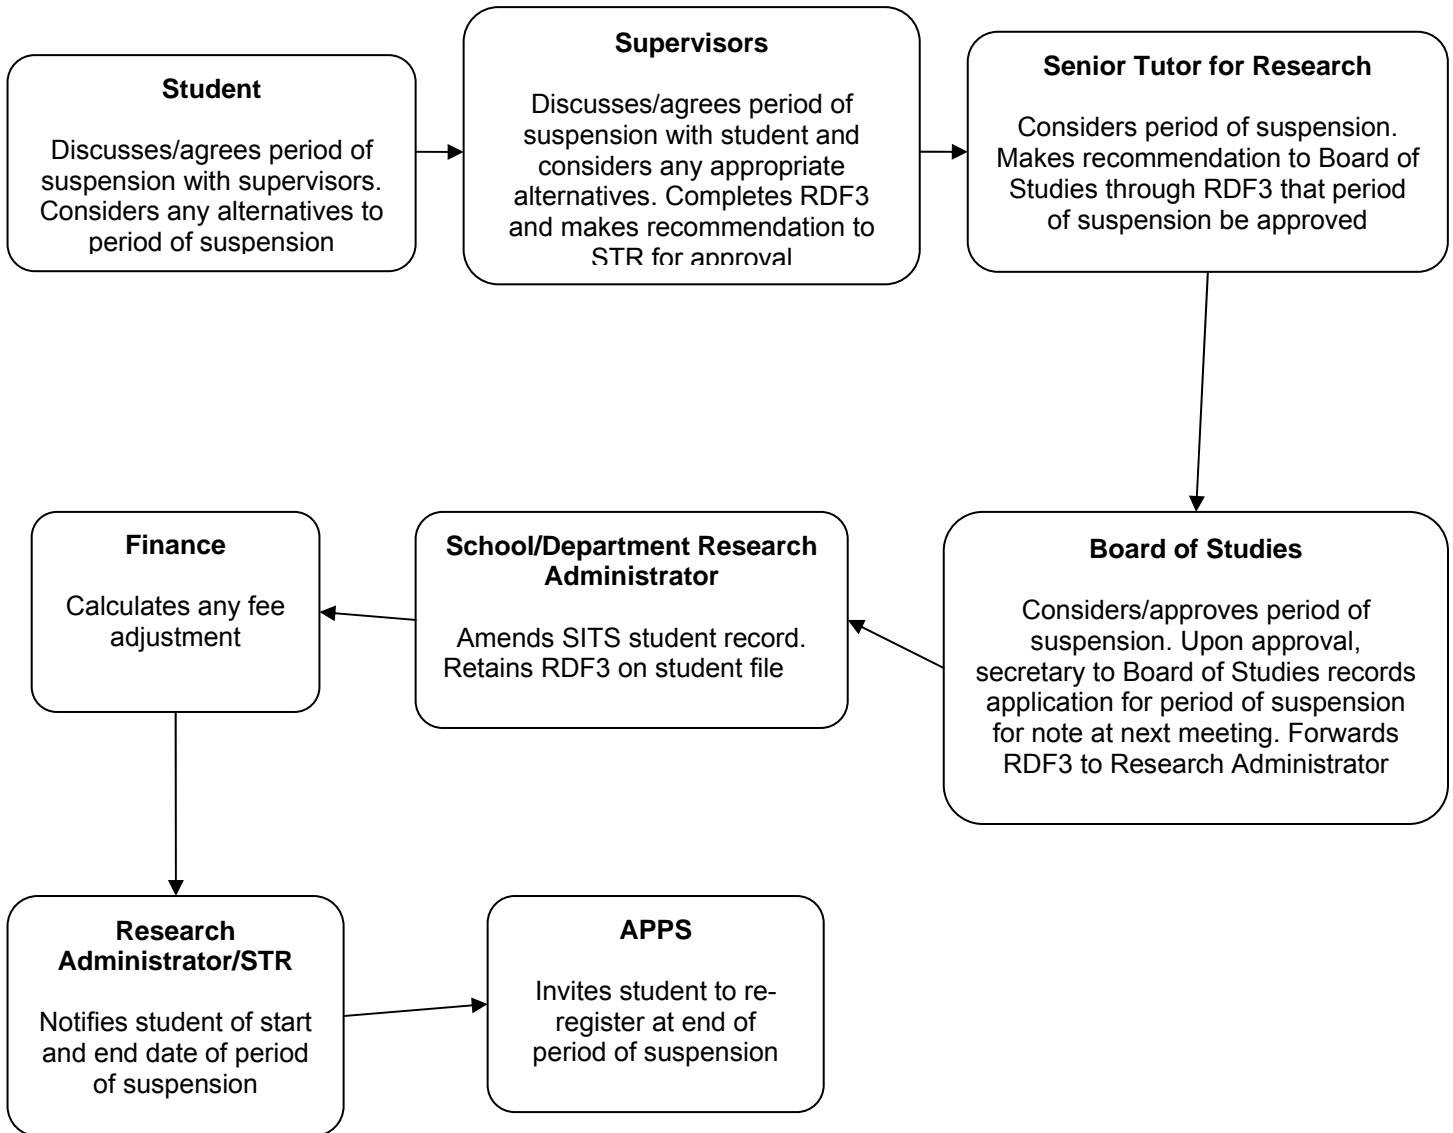 Student
Discusses/agrees period of
suspension with supervisors.
Considers any alternatives to
period of suspension
Supervisors
Discusses/agrees period of
suspension with student and
considers any appropriate
alternatives. Completes RDF3
and makes recommendation to
STR for approval
Senior Tutor for Research
Considers period of suspension.
Makes recommendation to Board of
Studies through RDF3 that period
of suspension be approved
Board of Studies
Considers/approves period of
suspension. Upon approval,
secretary to Board of Studies records
application for period of suspension
for note at next meeting. Forwards
RDF3 to Research Administrator
School/Department Research
Administrator
Amends SITS student record.
Retains RDF3 on student file
Finance
Calculates any fee
adjustment
Research
Administrator/STR
Notifies student of start
and end date of period
of suspension
APPS
Invites student to re-
register at end of
period of suspension